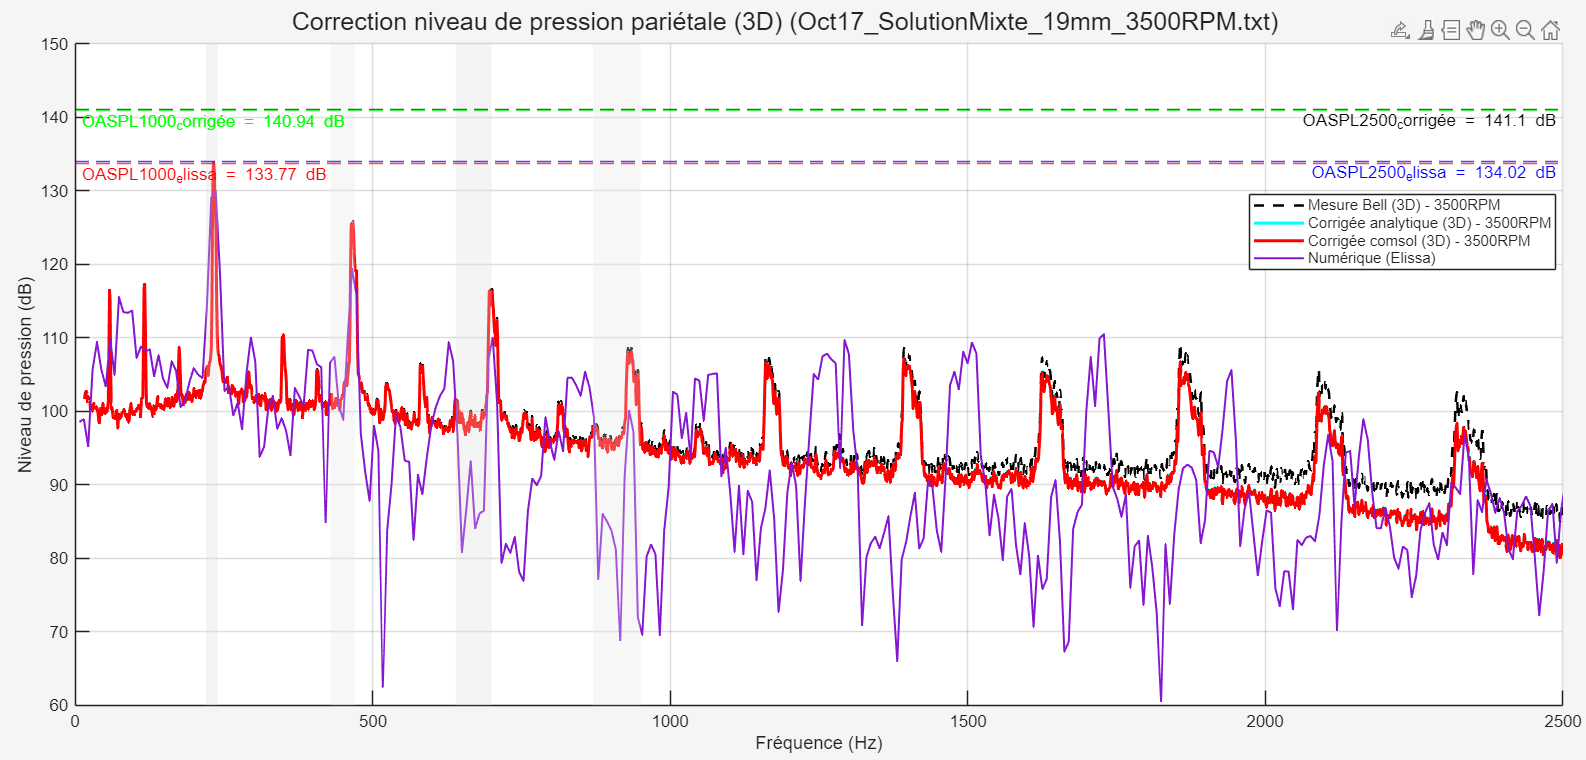 Correction niveau de pression pariétale (3D) (Oct17_SolutionMixte_19mm_3500RPM.txt)
150
140
130
120
110
100
90
80
70
60
Niveau de pression (dB)
OASPL1000corrigée = 140.94 dB
OASPL2500corrigée = 141.1 dB
OASPL1000elissa = 133.77 dB
OASPL2500elissa = 134.02 dB
Mesure Bell (3D) - 3500RPM
Corrigée analytique (3D) - 3500RPM
Corrigée comsol (3D) - 3500RPM
Numérique (Elissa)
0
500
1000
1500
2000
2500
Fréquence (Hz)